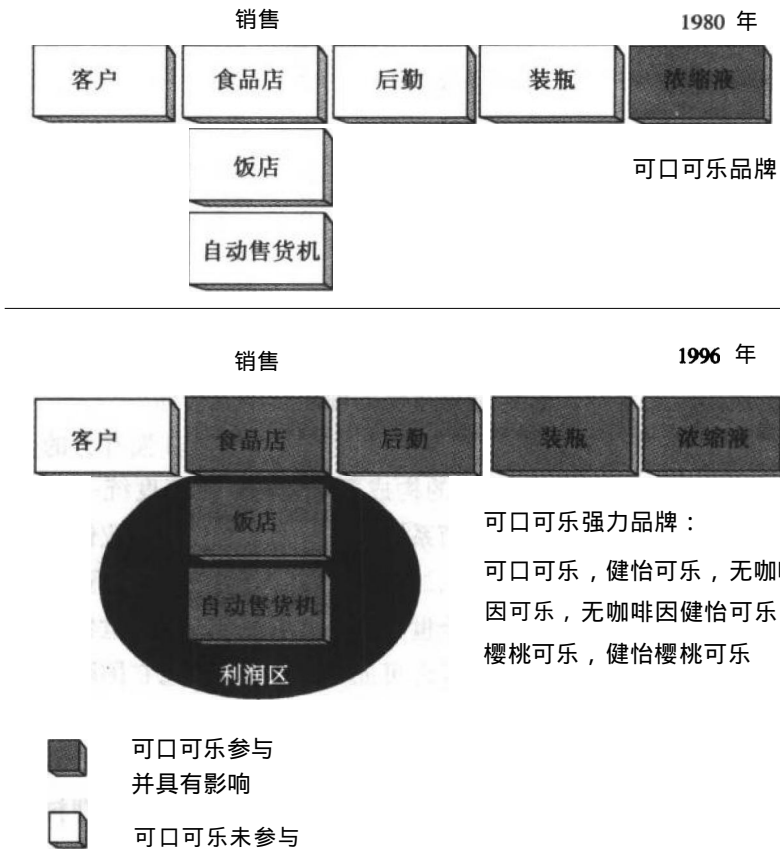 销售
1980 年
客户 食品店 后勤 装瓶 浓缩液
饭店
可口可乐品牌
自动售货机
销售
1996 年
客户 食品店 后勤 装瓶 浓缩液
饭店
可口可乐强力品牌：
可口可乐，健怡可乐，无咖
自动售货机
因可乐，无咖啡因健怡可乐
利润区
樱桃可乐，健怡樱桃可乐
可口可乐参与
并具有影响
可口可乐未参与